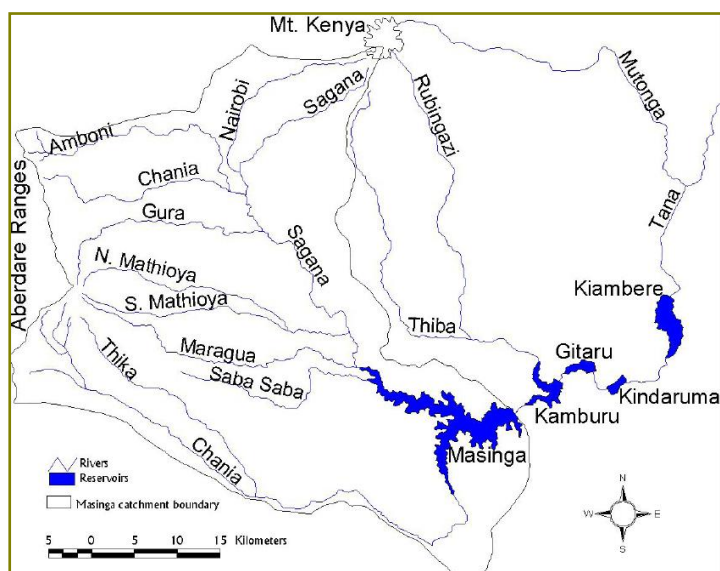 Mt. Kenya
Aberdare Ranges
Amboni
Nairobi
Sagana
Rubingazi
Mutonga
Chania
Gura
Sagana
Tana
N. Mathioya
S. Mathioya
Kiambere
Maragua
Thiba
Gitaru
Saba Saba
Thika
Kindaruma
Kamburu
Masinga
Chania
Rivers
Reservoirs
Masinga catchment boundary
5 0 5 10 15 Kilometers
N
W E
S